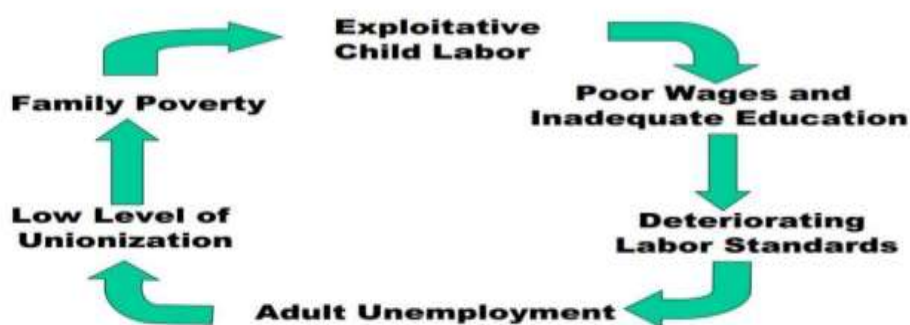 Exploitative
Child Labor
Poor Wages and
Inadequate Education
Deteriorating
Labor Standards
Adult Unemployment
Low Level of
Unionization
Family Poverty